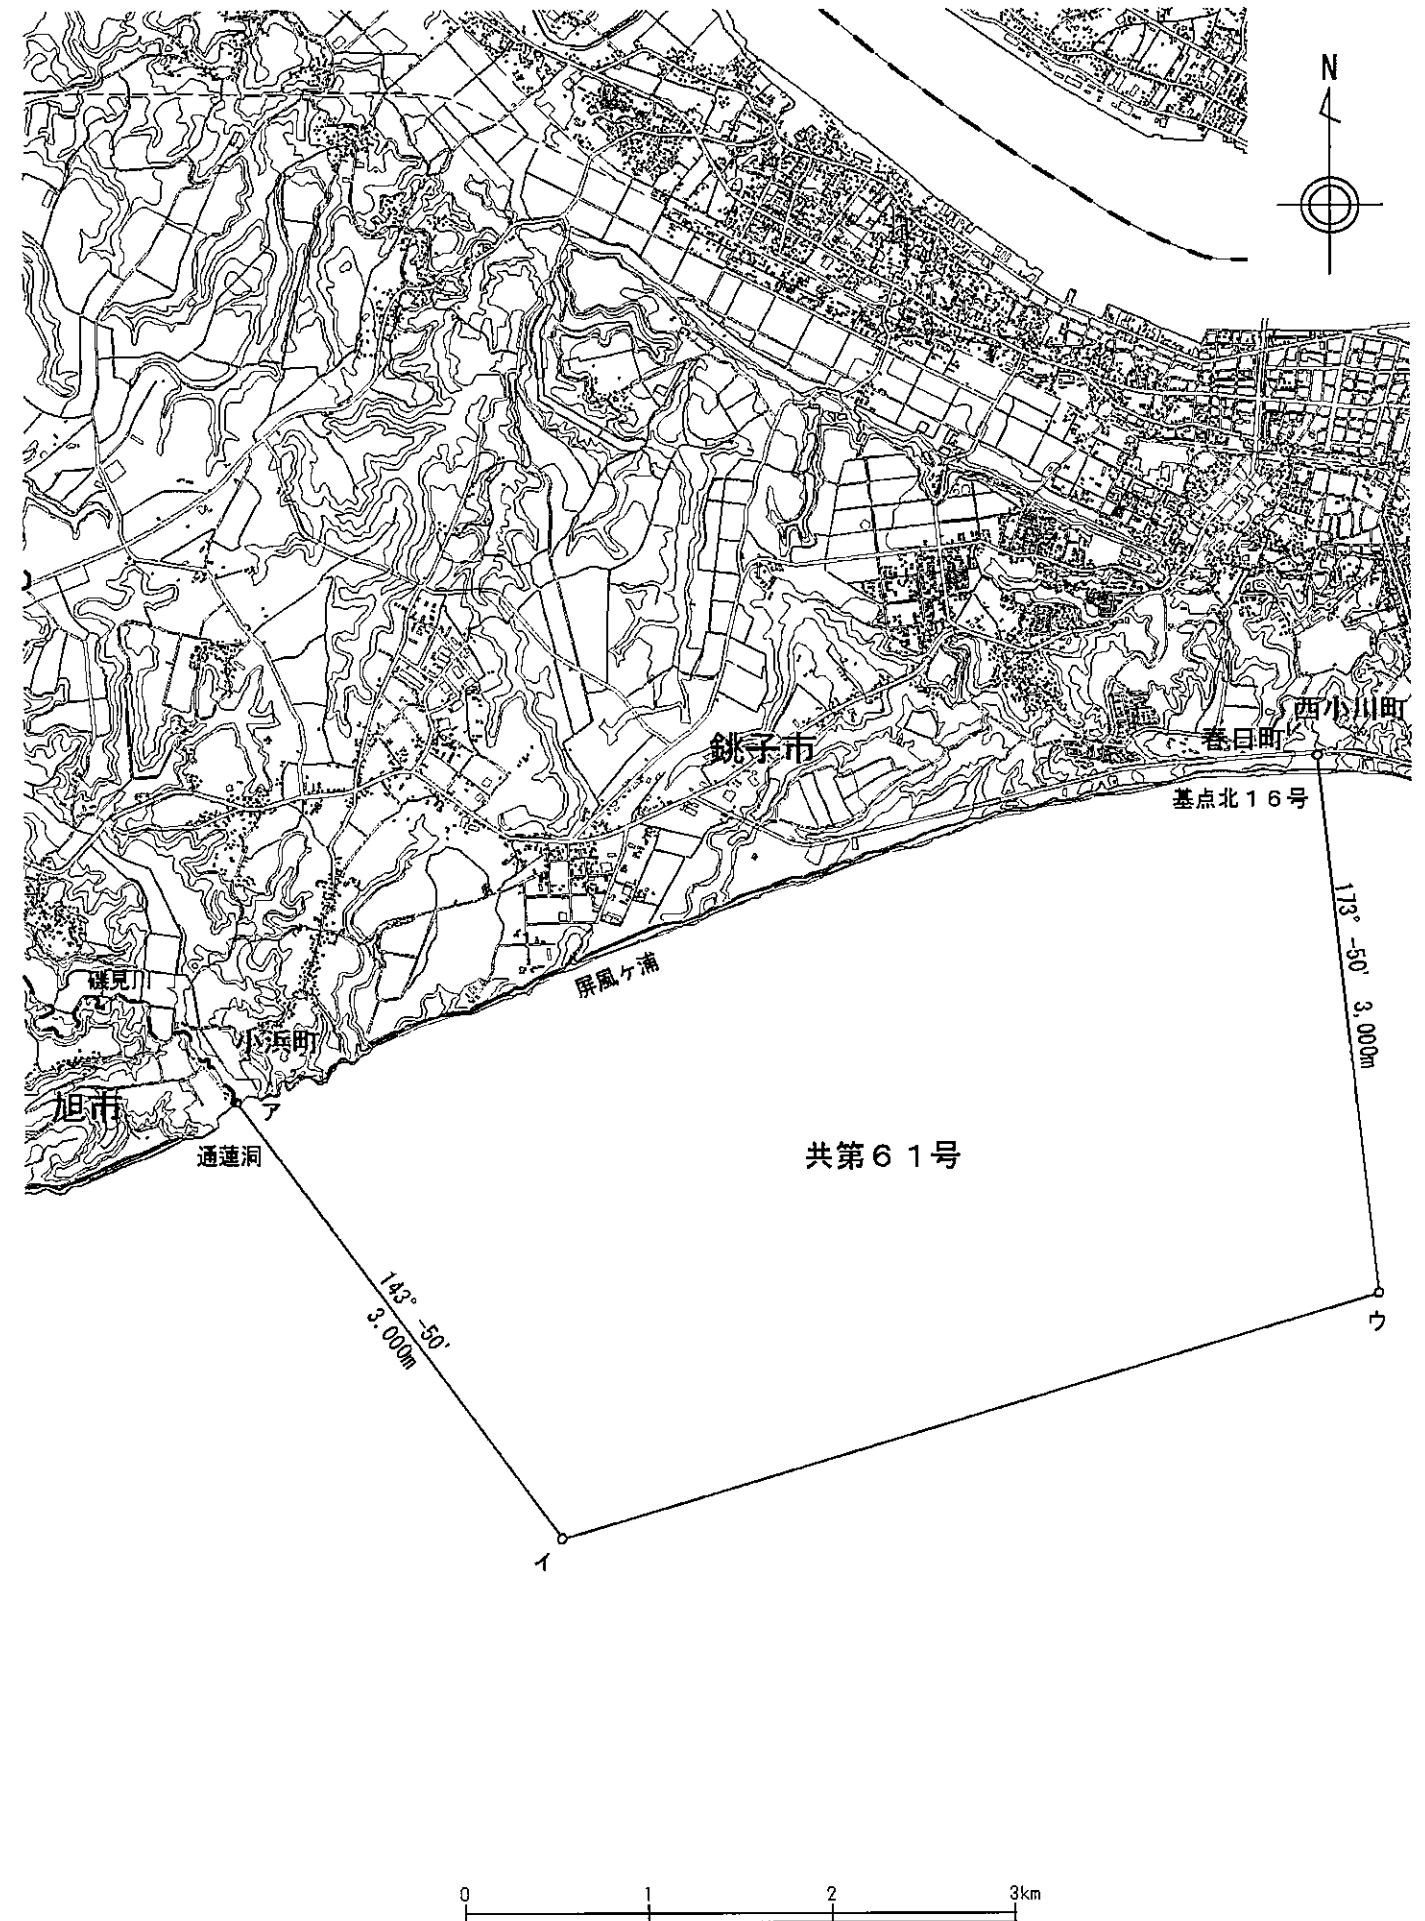 N
西小川町
春日町
銚子市
基点北16号
173°-50' 3,000m
屏風ヶ浦
磯見川
小浜町
旭市
ア
通蓮洞
共第61号
143°-50'
3,000m
ウ
イ
0 1 2 3km